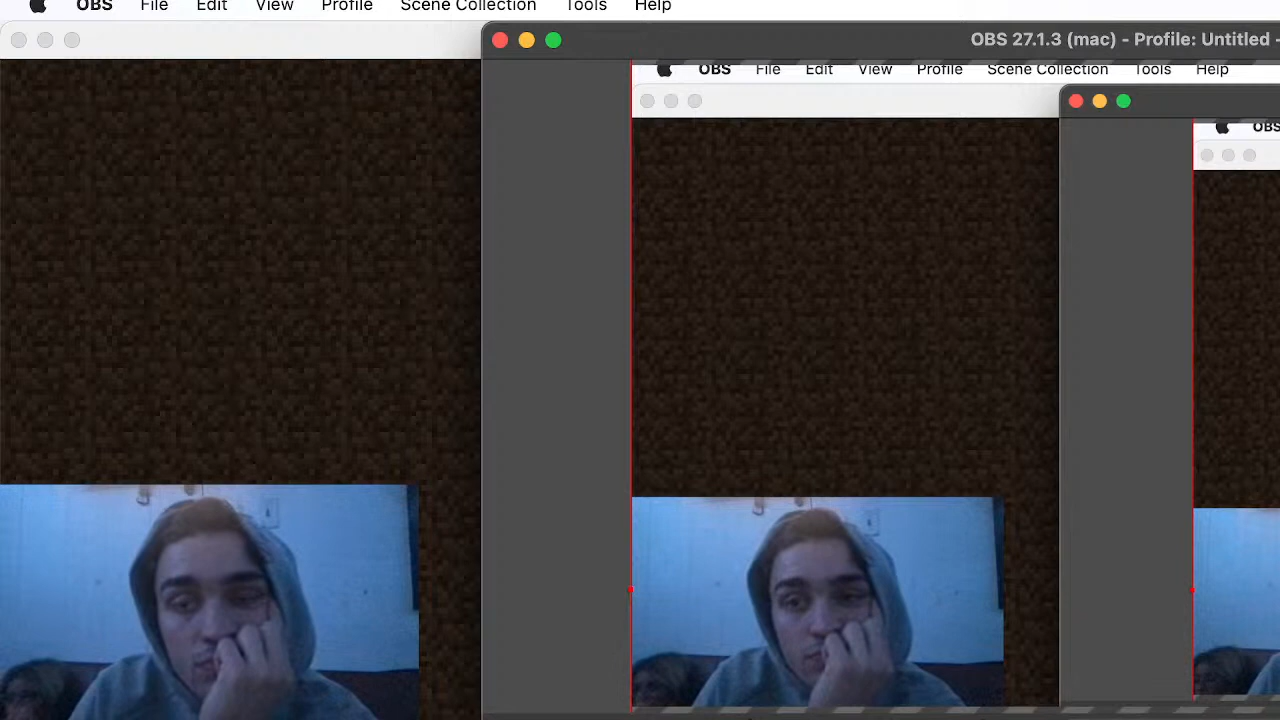 OBS File Edit View Profile Scene Collection Tools Help
OBS 27.1.3 (mac) - Profile: Untitled -
OBS File Edit View Profile Scene Collection Tools Help
OBS